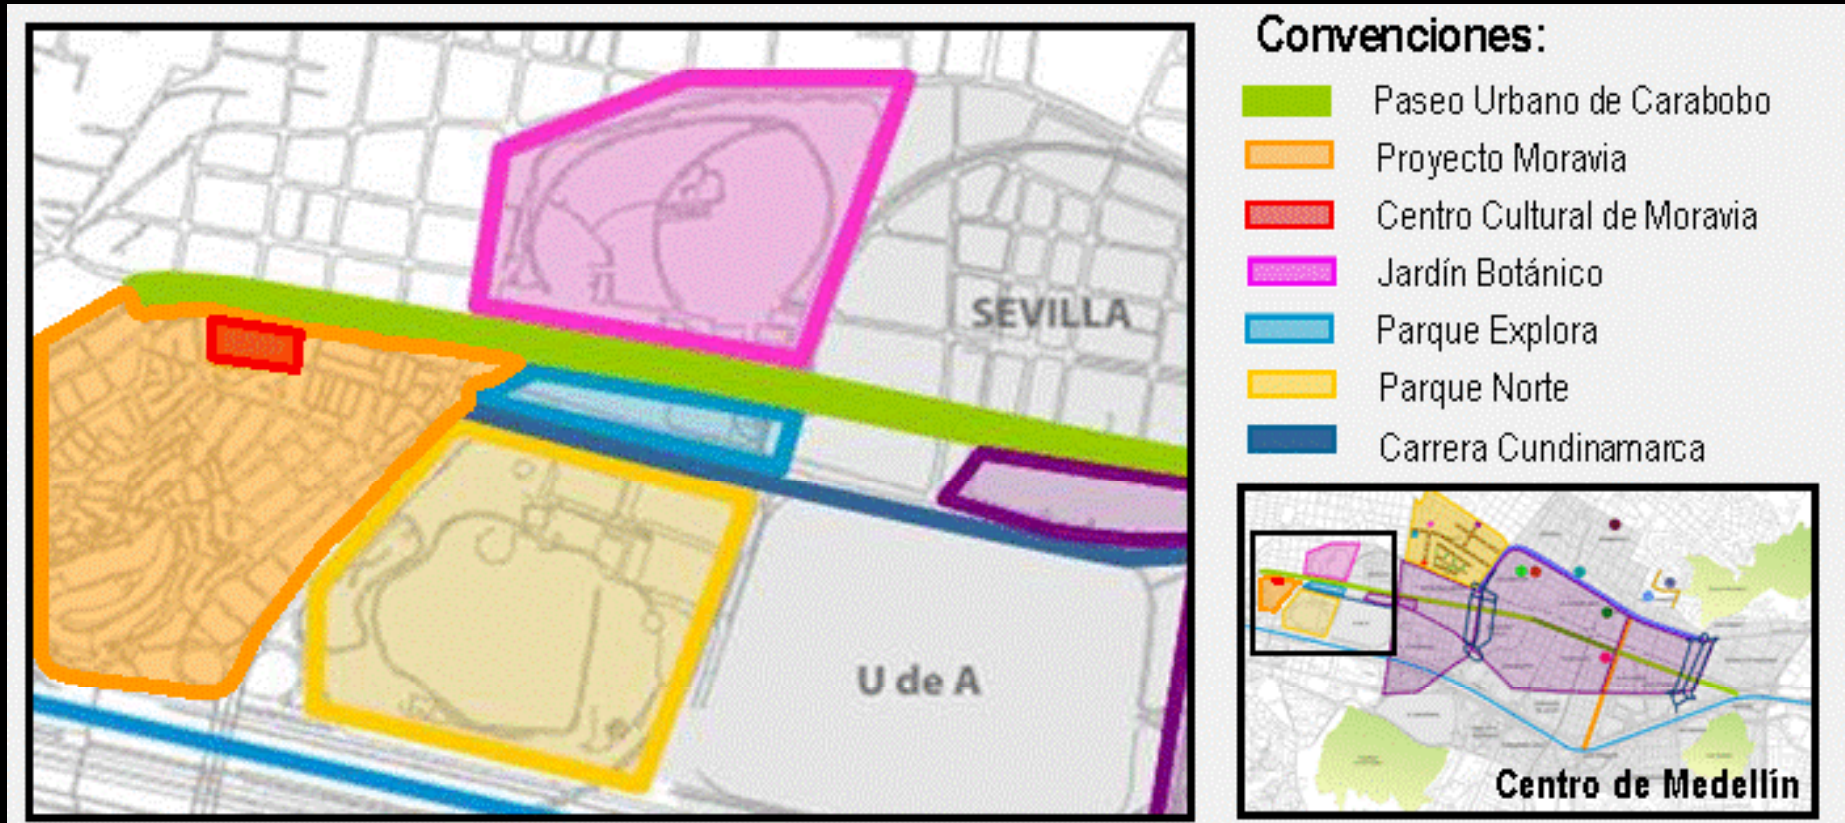 Convenciones:
Paseo Urbano de Carabobo
Proyecto Moravia
Centro Cultural de Moravia
Jardín Botánico
Parque Explora
Parque Norte
Carrera Cundinamarca
SEVILLA
U de A
Centro de Medellín